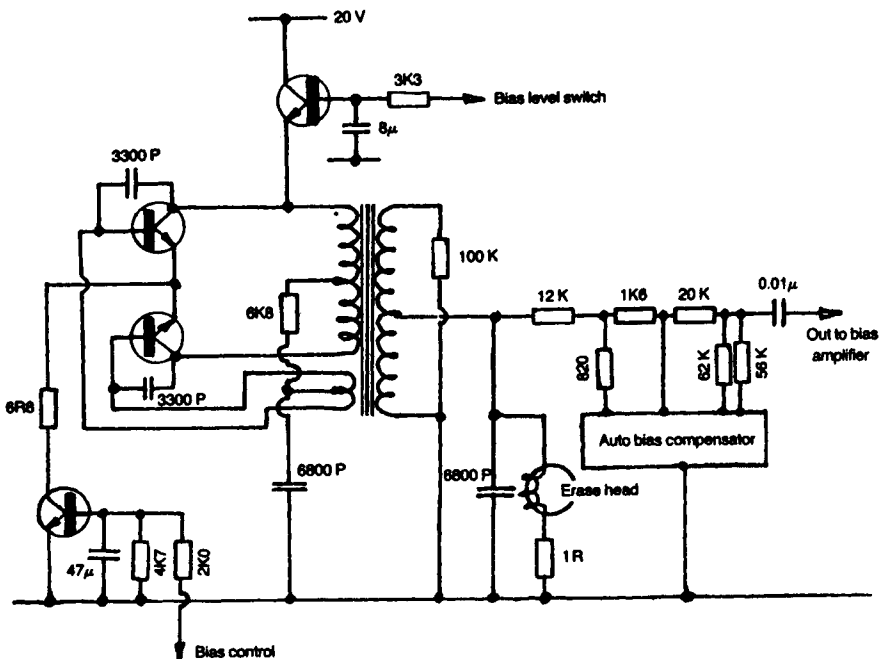 20 V
3K3
Bias level switch
8μ
3300 P
100 K
6K8
12 K
1K6
20 K
0.01μ
Out to bias
amplifier
820
62 K
56 K
3300 P
6R8
Auto bias compensator
6800 P
6800 P
Erase head
1R
47μ
4K7
2K0
Bias control